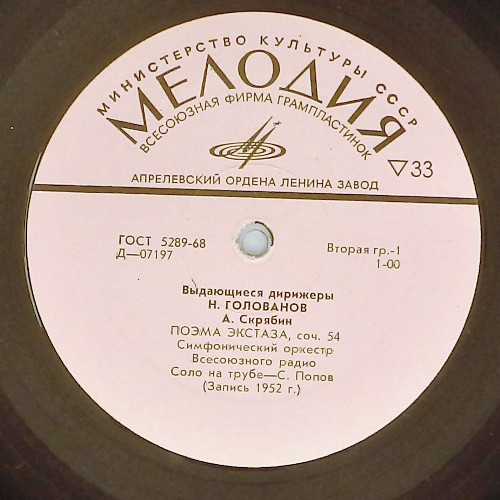 МИНИСТЕРСТВО КУЛЬТУРЫ СССР
МЕЛОДИЯ
ВСЕСОЮЗНАЯ ФИРМА ГРАМПЛАСТИНОК
▽33
АПРЕЛЕВСКИЙ ОРДЕНА ЛЕНИНА ЗАВОД
ГОСТ 5289-68
Д—07197
Вторая гр.-1
1-00
Выдающиеся дирижеры
Н. ГОЛОВАНОВ
А. Скрябин
ПОЭМА ЭКСТАЗА, соч. 54
Симфонический оркестр
Всесоюзного радио
Соло на трубе—С. Попов
(Запись 1952 г.)